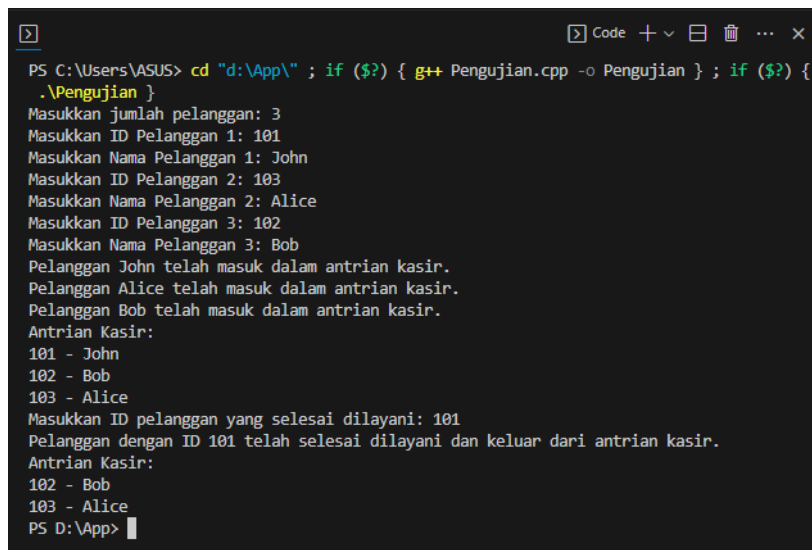 Code
PS C:\Users\ASUS> cd "d:\App\" ; if ($?) { g++ Pengujian.cpp -o Pengujian } ; if ($?) {
.\Pengujian }
Masukkan jumlah pelanggan: 3
Masukkan ID Pelanggan 1: 101
Masukkan Nama Pelanggan 1: John
Masukkan ID Pelanggan 2: 103
Masukkan Nama Pelanggan 2: Alice
Masukkan ID Pelanggan 3: 102
Masukkan Nama Pelanggan 3: Bob
Pelanggan John telah masuk dalam antrian kasir.
Pelanggan Alice telah masuk dalam antrian kasir.
Pelanggan Bob telah masuk dalam antrian kasir.
Antrian Kasir:
101 - John
102 - Bob
103 - Alice
Masukkan ID pelanggan yang selesai dilayani: 101
Pelanggan dengan ID 101 telah selesai dilayani dan keluar dari antrian kasir.
Antrian Kasir:
102 - Bob
103 - Alice
PS D:\App>